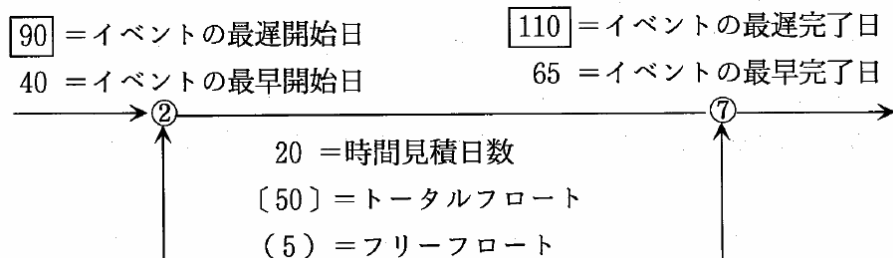 90 =イベントの最遅開始日
110 =イベントの最遅完了日
40 =イベントの最早開始日
65 =イベントの最早完了日
② ⑦
20 =時間見積日数
〔50〕=トータルフロート
(5)=フリーフロート